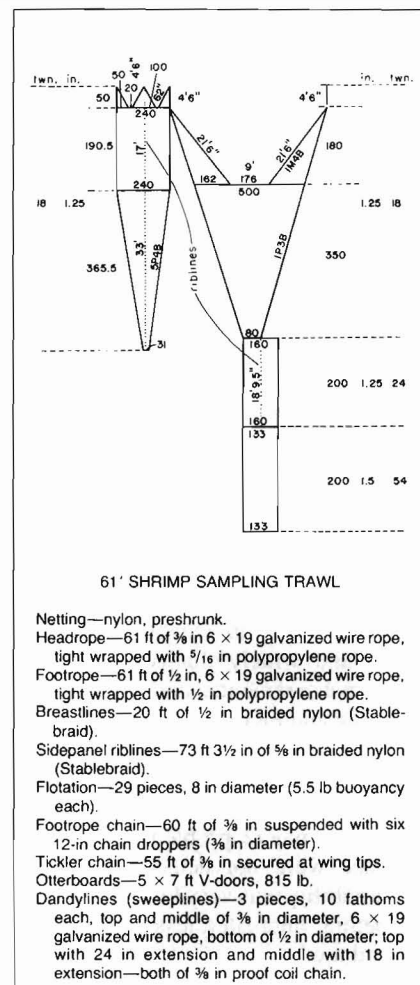 50 4'6" 100
twn. in. 20 62" in. twn.
50 240 4'6" 4'6"
190.5 17' 21'6" 9' 21'6" 1M4B 180
240 162 176
500
18 1.25 1.25 18
365.5 33' 5P4B riblines 1P3B 350
31
80
160
18'9.5" 200 1.25 24
160
133
200 1.5 54
133
61' SHRIMP SAMPLING TRAWL
Netting—nylon, preshrunk.
Headrope—61 ft of ⅜ in 6 × 19 galvanized wire rope,
tight wrapped with 5/16 in polypropylene rope.
Footrope—61 ft of ½ in, 6 × 19 galvanized wire rope,
tight wrapped with ½ in polypropylene rope.
Breastlines—20 ft of ½ in braided nylon (Stable-
braid).
Sidepanel riblines—73 ft 3½ in of ⅝ in braided nylon
(Stablebraid).
Flotation—29 pieces, 8 in diameter (5.5 lb buoyancy
each).
Footrope chain—60 ft of ⅜ in suspended with six
12-in chain droppers (⅜ in diameter).
Tickler chain—55 ft of ⅜ in secured at wing tips.
Otterboards—5 × 7 ft V-doors, 815 lb.
Dandylines (sweeplines)—3 pieces, 10 fathoms
each, top and middle of ⅜ in diameter, 6 × 19
galvanized wire rope, bottom of ½ in diameter; top
with 24 in extension and middle with 18 in
extension—both of ⅜ in proof coil chain.